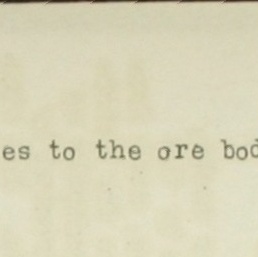 es to the ore bod